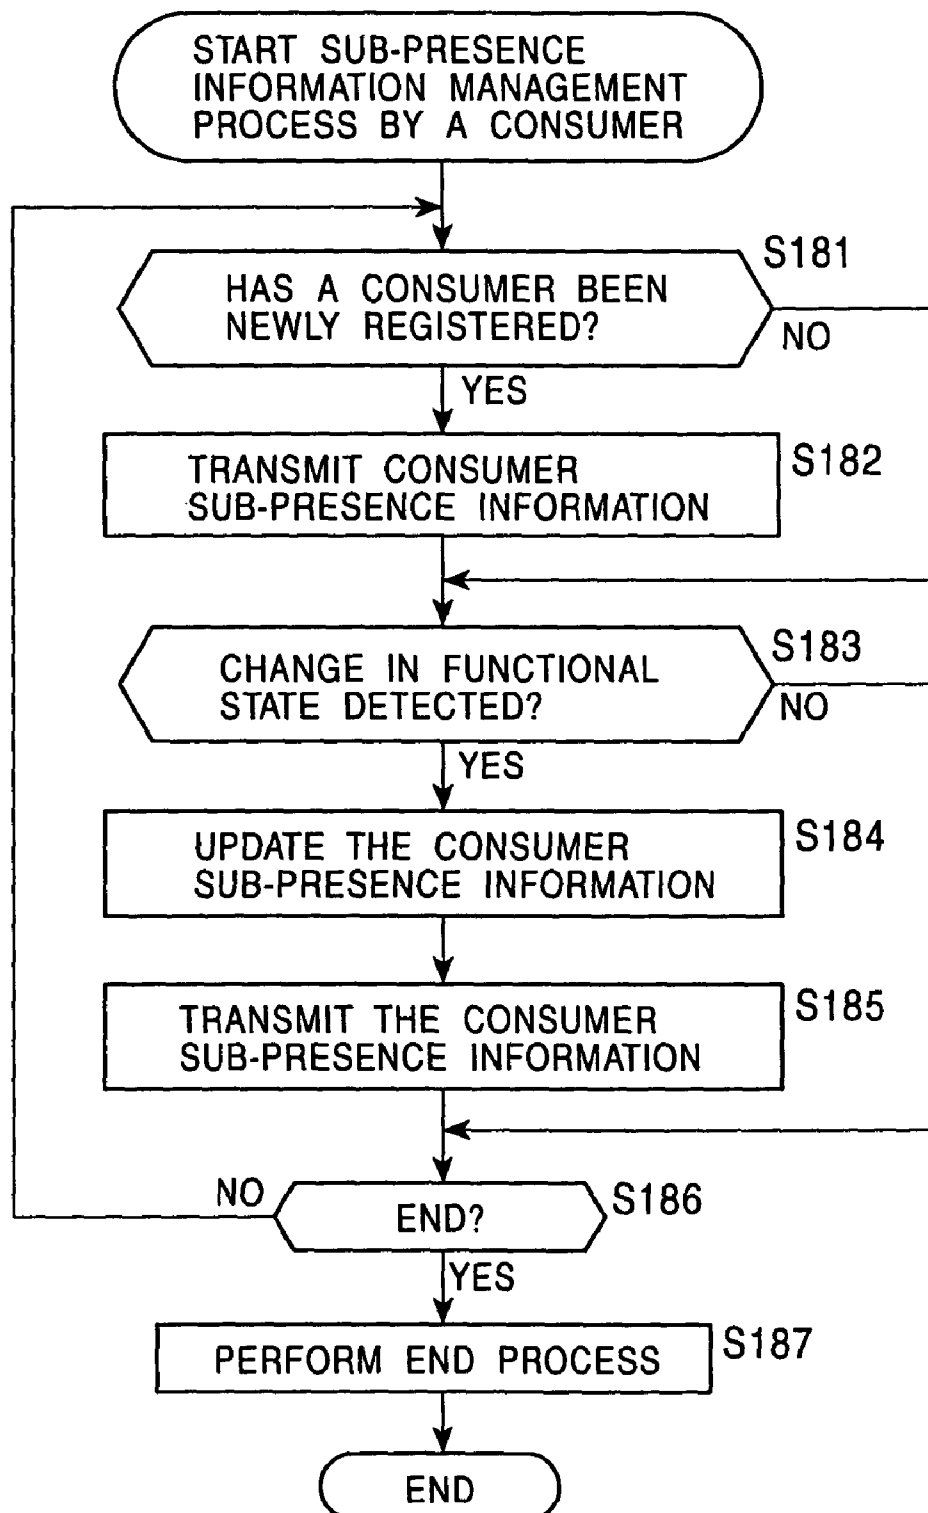 START SUB-PRESENCE
INFORMATION MANAGEMENT
PROCESS BY A CONSUMER
S181
HAS A CONSUMER BEEN
NEWLY REGISTERED?
NO
YES
S182
TRANSMIT CONSUMER
SUB-PRESENCE INFORMATION
S183
CHANGE IN FUNCTIONAL
STATE DETECTED?
NO
YES
S184
UPDATE THE CONSUMER
SUB-PRESENCE INFORMATION
S185
TRANSMIT THE CONSUMER
SUB-PRESENCE INFORMATION
NO
S186
END?
YES
S187
PERFORM END PROCESS
END